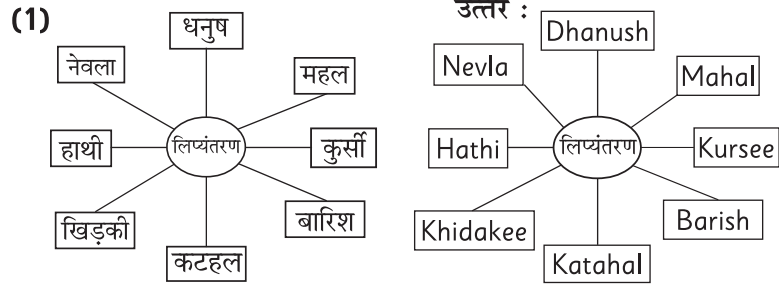 (1)
धनुष
नेवला
महल
हाथी
लिप्यंतरण
कुर्सी
खिड़की
बारिश
कटहल
उत्तर :
Dhanush
Nevla
Mahal
Hathi
लिप्यंतरण
Kursee
Khidakee
Barish
Katahal